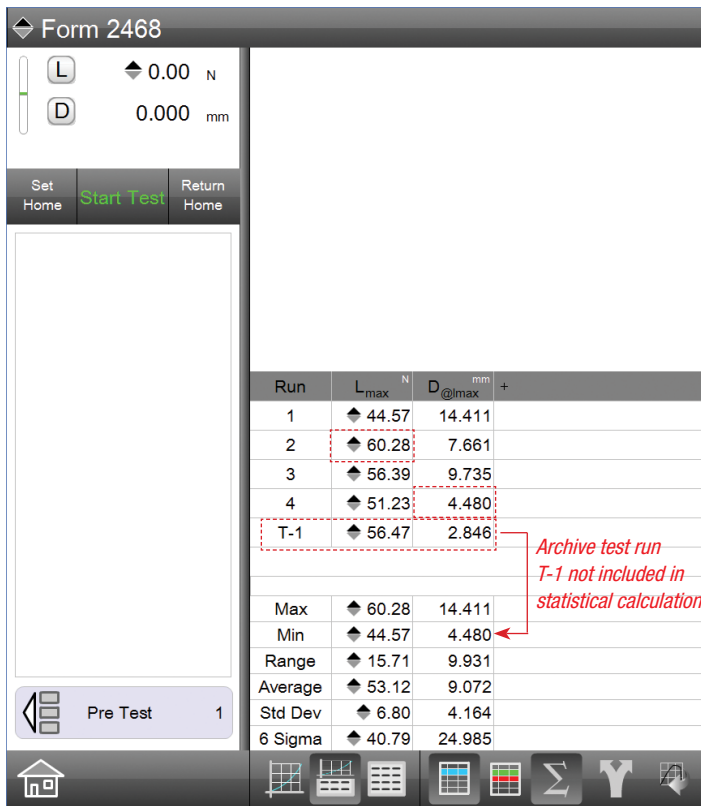 Form 2468
L 0.00 N
D 0.000 mm
Set Home
Start Test
Return Home
Run Lmax N D@lmax mm +
1 44.57 14.411
2 60.28 7.661
3 56.39 9.735
4 51.23 4.480
T-1 56.47 2.846
Archive test run
T-1 not included in
statistical calculation
Max 60.28 14.411
Min 44.57 4.480
Range 15.71 9.931
Average 53.12 9.072
Std Dev 6.80 4.164
6 Sigma 40.79 24.985
Pre Test 1
Σ